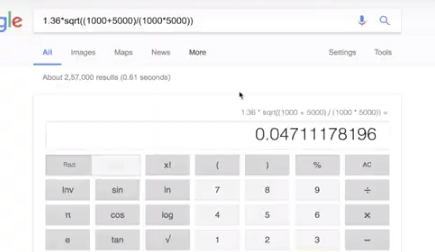 gle 1.36*sqrt((1000+5000)/(1000*5000))
All Images Maps News More Settings Tools
About 2,57,000 results (0.61 seconds)
1.36 * sqrt((1000 + 5000) / (1000 * 5000)) =
0.04711178196
Rad x! ( ) % AC
Inv sin ln 7 8 9 ÷
π cos log 4 5 6 ×
e tan √ 1 2 3 −